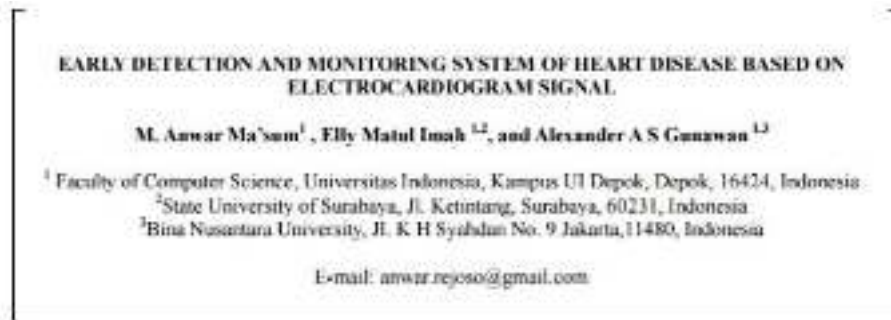 EARLY DETECTION AND MONITORING SYSTEM OF HEART DISEASE BASED ON
ELECTROCARDIOGRAM SIGNAL
M. Anwar Ma'sum¹ , Elly Matul Imah ¹,², and Alexander A S Gunawan ¹,³
¹ Faculty of Computer Science, Universitas Indonesia, Kampus UI Depok, Depok, 16424, Indonesia
²State University of Surabaya, Jl. Ketintang, Surabaya, 60231, Indonesia
³Bina Nusantara University, Jl. K H Syahdan No. 9 Jakarta,11480, Indonesia
E-mail: anwar.rejoso@gmail.com